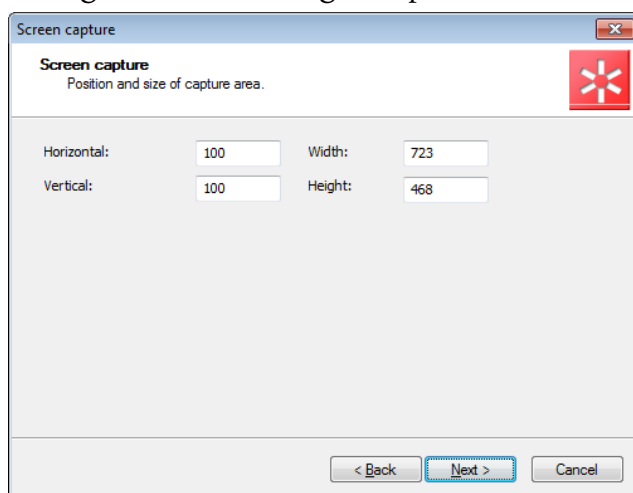 Screen capture
Screen capture
Position and size of capture area.
Horizontal: 100 Width: 723
Vertical: 100 Height: 468
< Back Next > Cancel